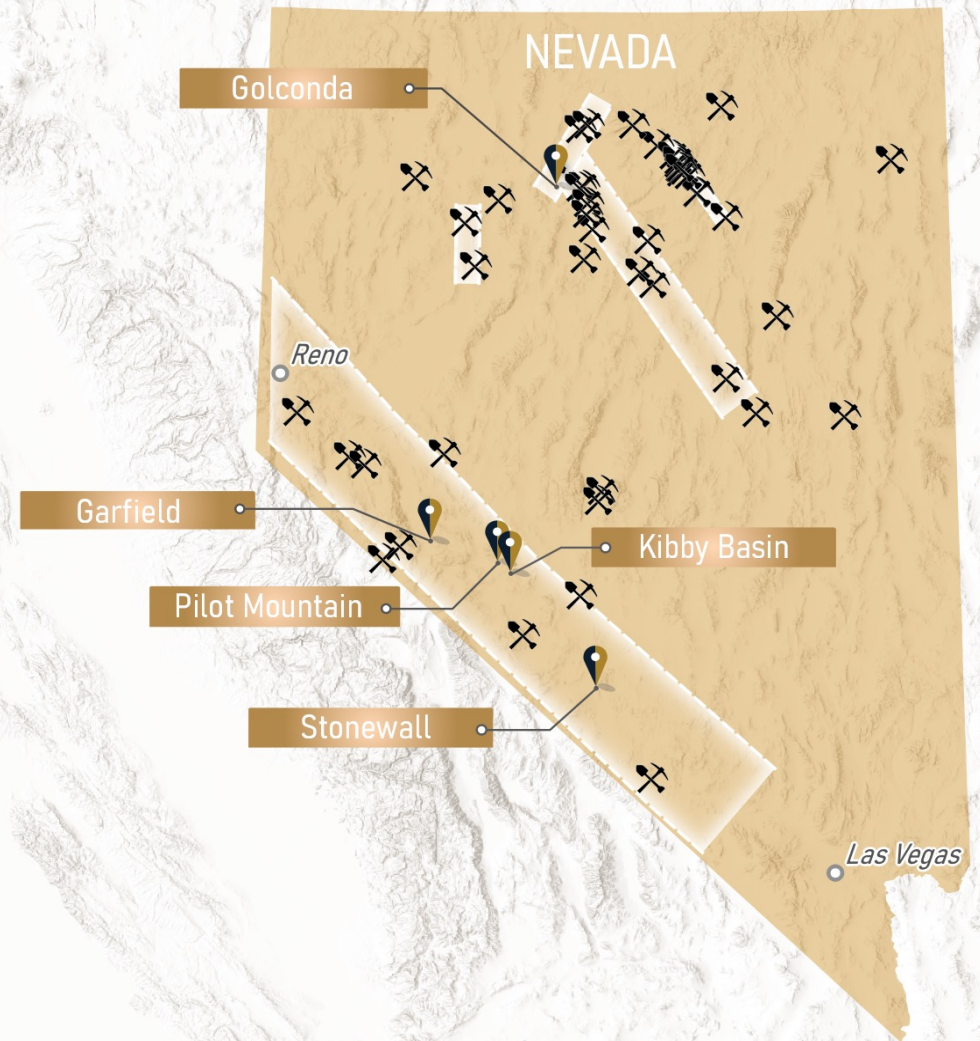 NEVADA
Golconda
Reno
Garfield
Kibby Basin
Pilot Mountain
Stonewall
Las Vegas